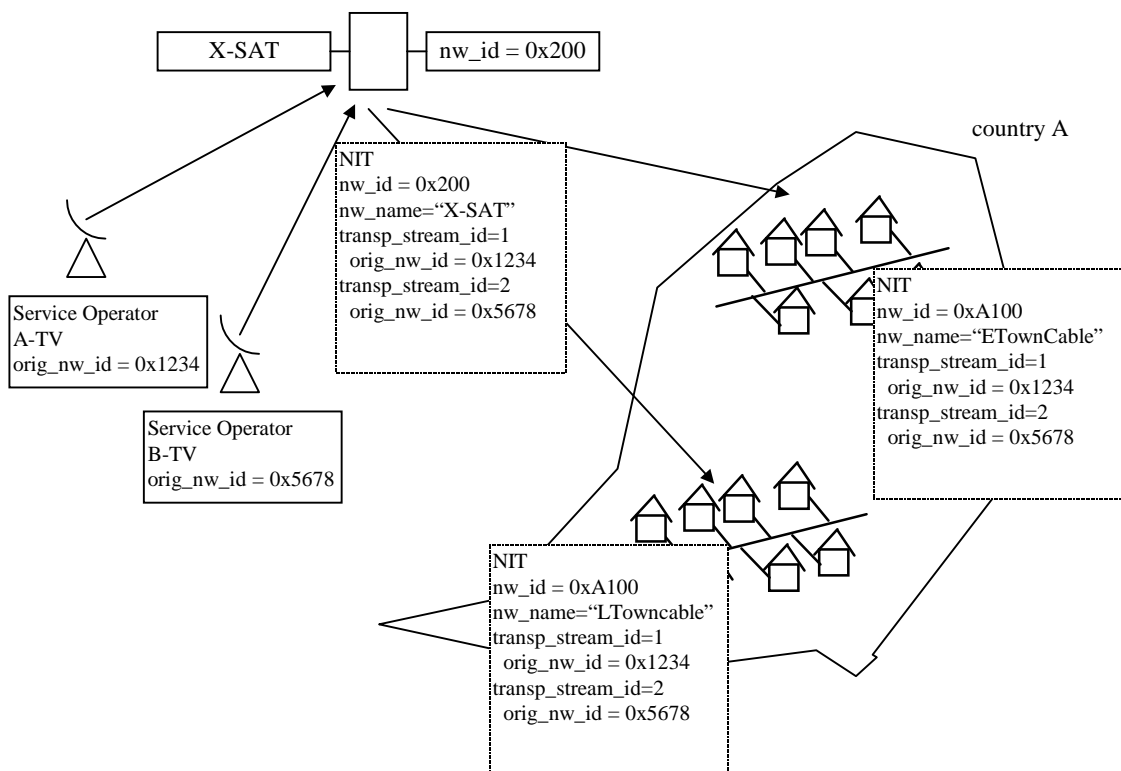 X-SAT
nw_id = 0x200
country A
NIT
nw_id = 0x200
nw_name=“X-SAT”
transp_stream_id=1
orig_nw_id = 0x1234
transp_stream_id=2
orig_nw_id = 0x5678
NIT
nw_id = 0xA100
nw_name=“ETownCable”
transp_stream_id=1
orig_nw_id = 0x1234
transp_stream_id=2
orig_nw_id = 0x5678
Service Operator
A-TV
orig_nw_id = 0x1234
Service Operator
B-TV
orig_nw_id = 0x5678
NIT
nw_id = 0xA100
nw_name=“LTowncable”
transp_stream_id=1
orig_nw_id = 0x1234
transp_stream_id=2
orig_nw_id = 0x5678